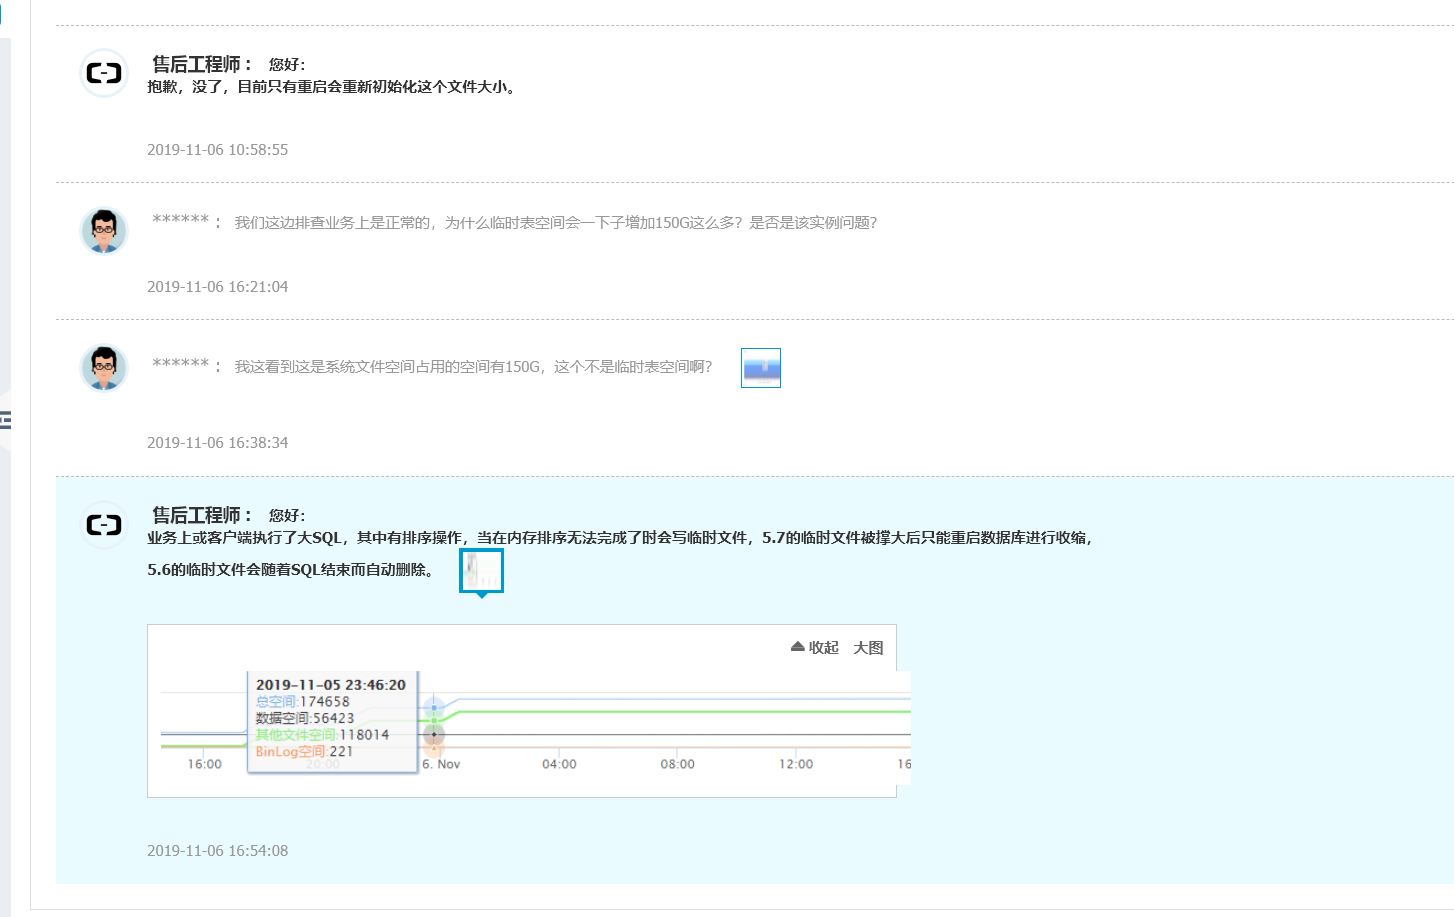 售后工程师： 您好：
抱歉，没了，目前只有重启会重新初始化这个文件大小。
2019-11-06 10:58:55
******： 我们这边排查业务上是正常的，为什么临时表空间会一下子增加150G这么多？是否是该实例问题？
2019-11-06 16:21:04
******： 我这看到这是系统文件空间占用的空间有150G，这个不是临时表空间啊？
2019-11-06 16:38:34
售后工程师： 您好：
业务上或客户端执行了大SQL，其中有排序操作，当在内存排序无法完成了时会写临时文件，5.7的临时文件被撑大后只能重启数据库进行收缩，
5.6的临时文件会随着SQL结束而自动删除。
收起 大图
2019-11-05 23:46:20
总空间:174658
数据空间:56423
其他文件空间:118014
BinLog空间:221
16:00 20:00 6. Nov 04:00 08:00 12:00 16
2019-11-06 16:54:08